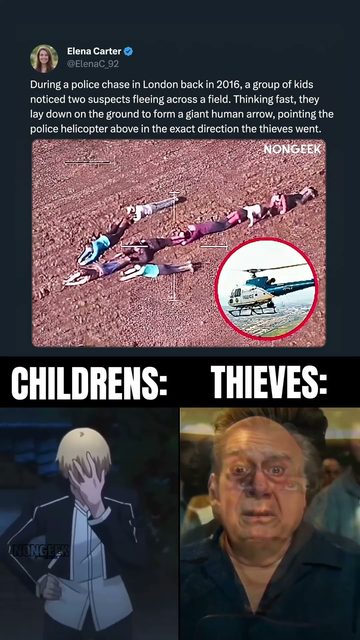 Elena Carter
@ElenaC_92
During a police chase in London back in 2016, a group of kids
noticed two suspects fleeing across a field. Thinking fast, they
lay down on the ground to form a giant human arrow, pointing the
police helicopter above in the exact direction the thieves went.
NONGEEK
CHILDRENS: THIEVES:
NONGEEK